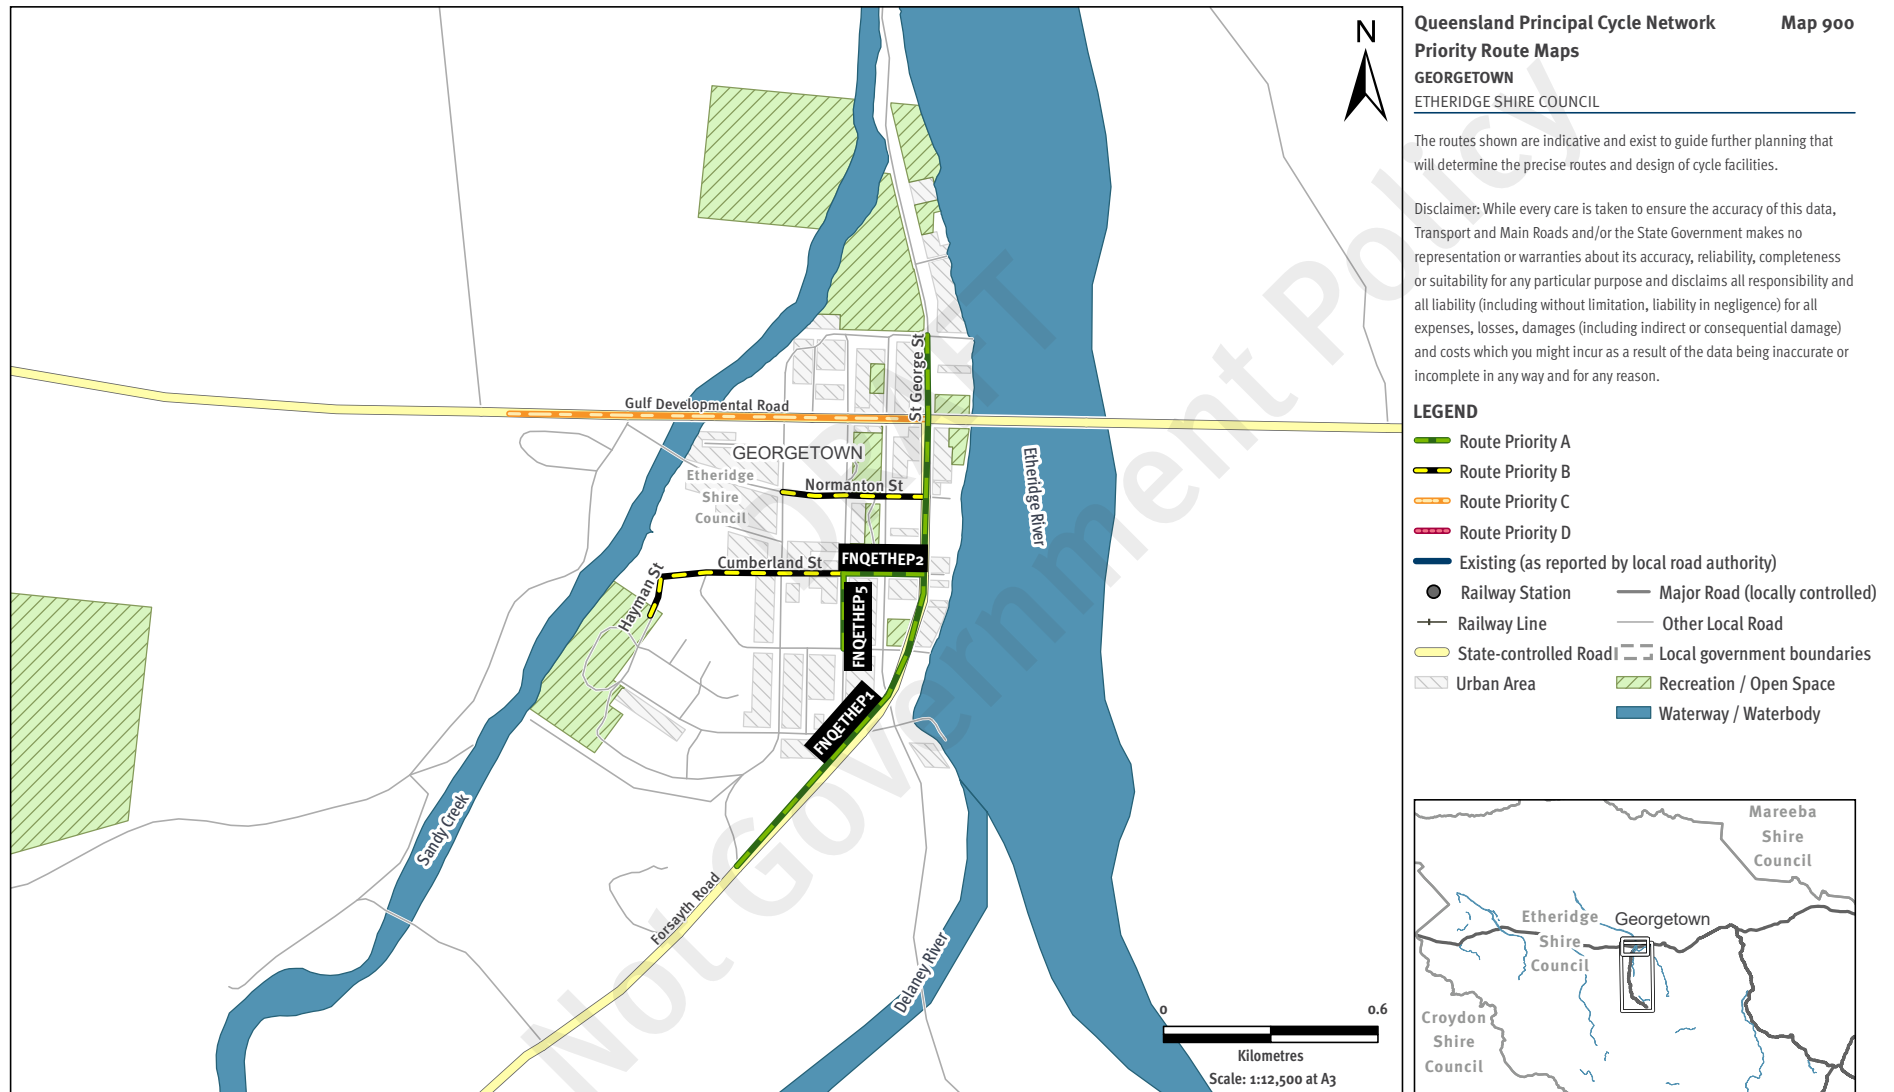 Queensland Principal Cycle Network Map 900
Priority Route Maps
GEORGETOWN
ETHERIDGE SHIRE COUNCIL
The routes shown are indicative and exist to guide further planning that
will determine the precise routes and design of cycle facilities.
Disclaimer: While every care is taken to ensure the accuracy of this data,
Transport and Main Roads and/or the State Government makes no
representation or warranties about its accuracy, reliability, completeness
or suitability for any particular purpose and disclaims all responsibility and
all liability (including without limitation, liability in negligence) for all
expenses, losses, damages (including indirect or consequential damage)
and costs which you might incur as a result of the data being inaccurate or
incomplete in any way and for any reason.
LEGEND
Route Priority A
Route Priority B
Route Priority C
Route Priority D
Existing (as reported by local road authority)
Railway Station
Major Road (locally controlled)
Railway Line
Other Local Road
State-controlled Road
Local government boundaries
Urban Area
Recreation / Open Space
Waterway / Waterbody
N
Gulf Developmental Road
St George St
GEORGETOWN
Etheridge
Shire
Council
Normanton St
Etheridge River
Cumberland St
FNQETHEP2
Hayman St
FNQETHEP5
FNQETHEP1
Sandy Creek
Forsayth Road
Delaney River
0 0.6
Kilometres
Scale: 1:12,500 at A3
Mareeba
Shire
Council
Etheridge
Shire
Council
Georgetown
Croydon
Shire
Council
DRAFT
Not Government Policy